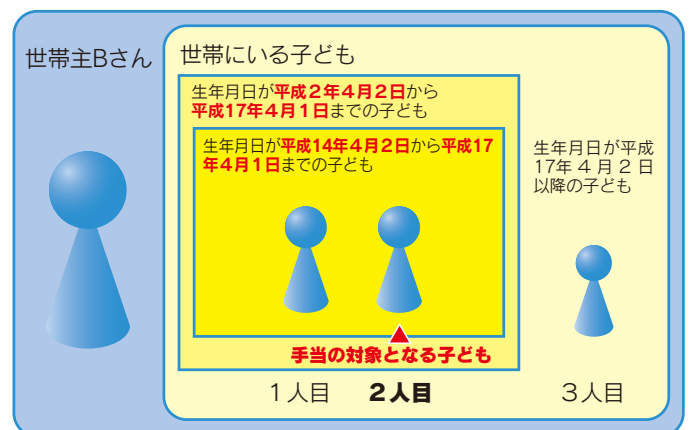 世帯主Bさん
世帯にいる子ども
生年月日が平成2年4月2日から
平成17年4月1日までの子ども
生年月日が平成14年4月2日から平成17
年4月1日までの子ども
生年月日が平成
17年 4 月 2 日
以降の子ども
手当の対象となる子ども
1人目
2人目
3人目